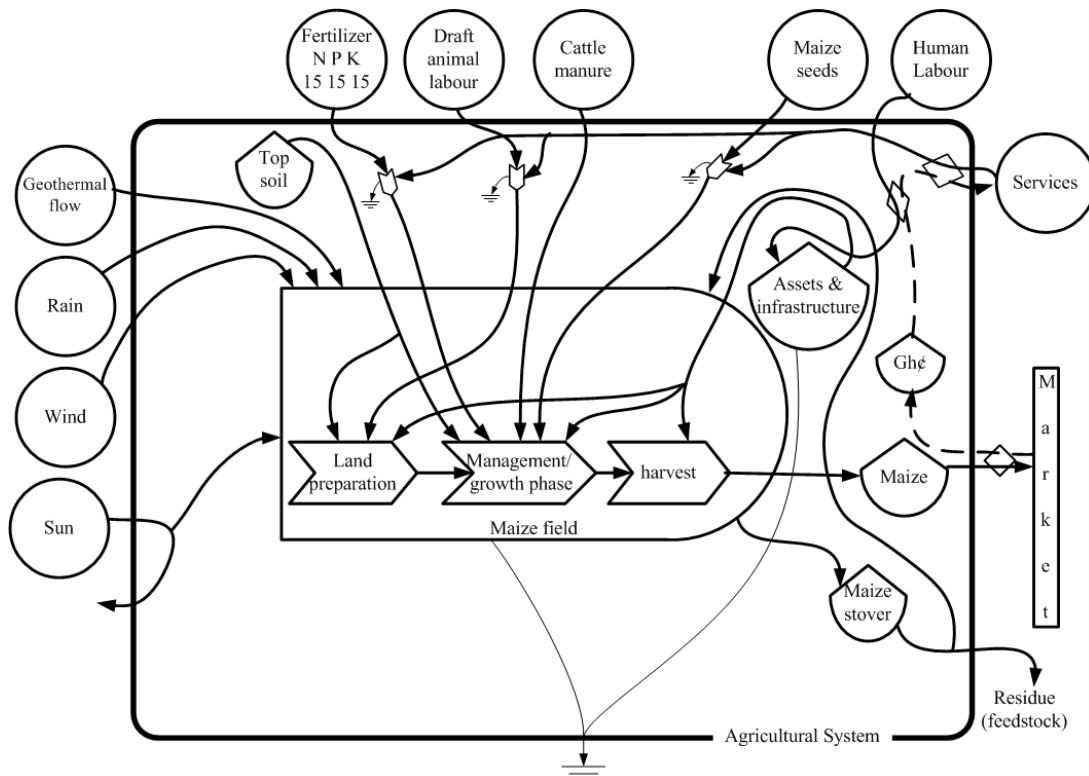 Fertilizer
N P K
15 15 15
Draft
animal
labour
Cattle
manure
Maize
seeds
Human
Labour
Top
soil
Geothermal
flow
Services
Rain
Assets &
infrastructure
Wind
Gh¢
Market
Land
preparation
Management/
growth phase
harvest
Maize
Sun
Maize field
Maize
stover
Residue
(feedstock)
Agricultural System